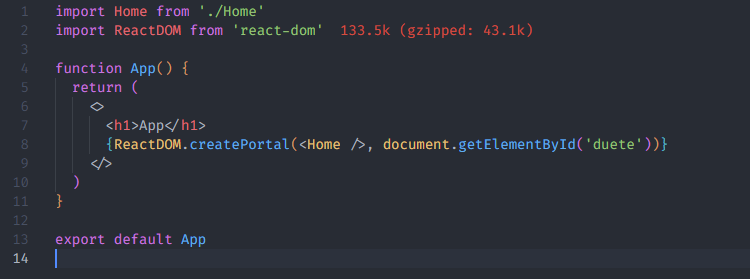 1 import Home from './Home'
2 import ReactDOM from 'react-dom' 133.5k (gzipped: 43.1k)
3
4 function App() {
5 return (
6 <>
7 <h1>App</h1>
8 {ReactDOM.createPortal(<Home />, document.getElementById('duete'))}
9 </>
10 )
11 }
12
13 export default App
14